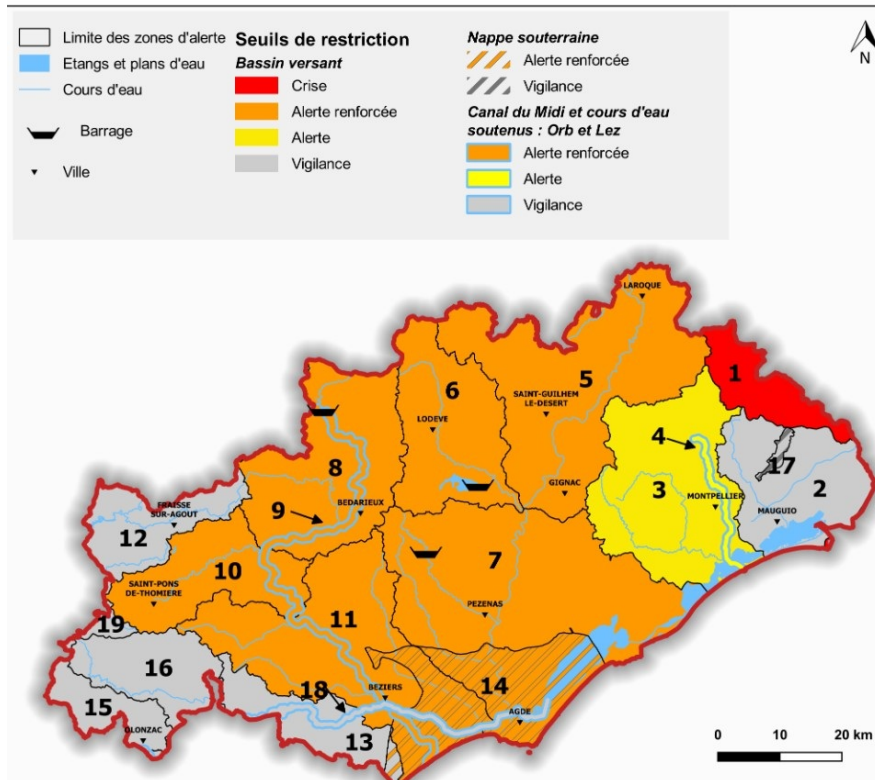 Limite des zones d'alerte
Etangs et plans d'eau
Cours d'eau
Barrage
Ville
Seuils de restriction
Bassin versant
Crise
Alerte renforcée
Alerte
Vigilance
Nappe souterraine
Alerte renforcée
Vigilance
Canal du Midi et cours d'eau
soutenus : Orb et Lez
Alerte renforcée
Alerte
Vigilance
N
LAROQUE
1
6
5
SAINT-GUILHEM
LE-DESERT
LODEVE
4
17
8
GIGNAC
3
MONTPELLIER
2
9
BEDARIEUX
MAUGUIO
FRAISSE
SUR-AGOUT
12
7
10
SAINT-PONS
DE-THOMIERE
PEZENAS
11
19
16
14
18
BEZIERS
15
AGDE
OLONZAC
13
0
10
20 km